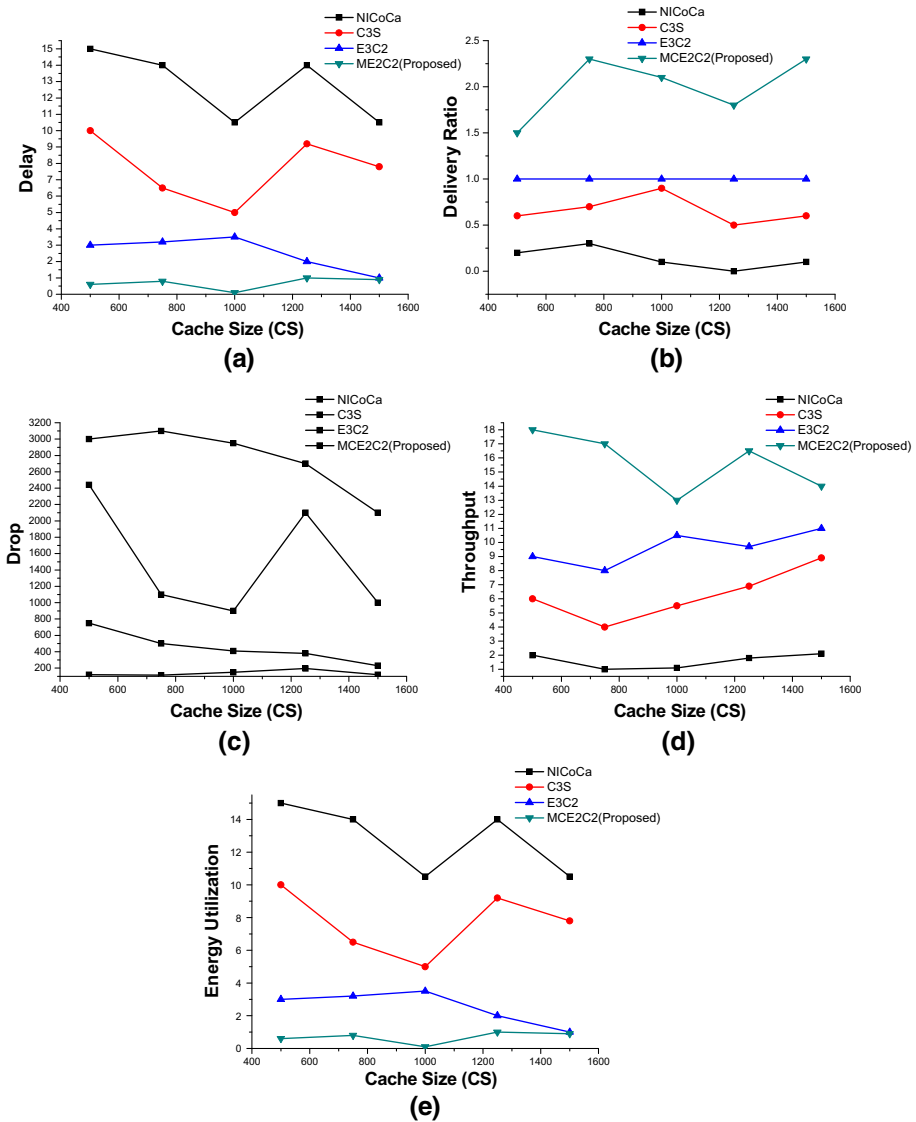 NICoCa
C3S
E3C2
ME2C2(Proposed)
15
14
13
12
11
10
9
8
7
6
5
4
3
2
1
0
Delay
400 600 800 1000 1200 1400 1600
Cache Size (CS)
(a)
NICoCa
C3S
E3C2
MCE2C2(Proposed)
2.5
2.0
1.5
1.0
0.5
0.0
Delivery Ratio
400 600 800 1000 1200 1400 1600
Cache Size (CS)
(b)
NICoCa
C3S
E3C2
MCE2C2(Proposed)
3200
3000
2800
2600
2400
2200
2000
1800
1600
1400
1200
1000
800
600
400
200
Drop
400 600 800 1000 1200 1400 1600
Cache Size (CS)
(c)
NICoCa
C3S
E3C2
MCE2C2(Proposed)
18
17
16
15
14
13
12
11
10
9
8
7
6
5
4
3
2
1
Throughput
400 600 800 1000 1200 1400 1600
Cache Size (CS)
(d)
NICoCa
C3S
E3C2
MCE2C2(Proposed)
14
12
10
8
6
4
2
0
Energy Utilization
400 600 800 1000 1200 1400 1600
Cache Size (CS)
(e)